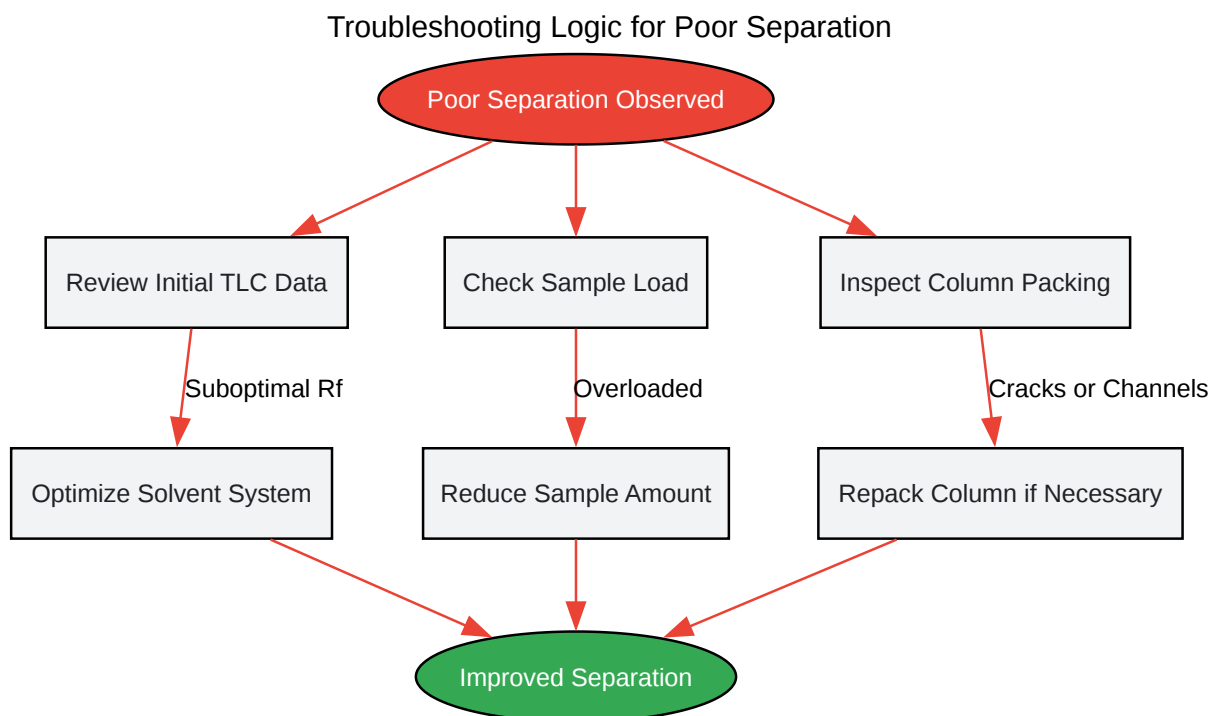 Troubleshooting Logic for Poor Separation
Poor Separation Observed
Review Initial TLC Data
Check Sample Load
Inspect Column Packing
Suboptimal Rf
Overloaded
Cracks or Channels
Optimize Solvent System
Reduce Sample Amount
Repack Column if Necessary
Improved Separation